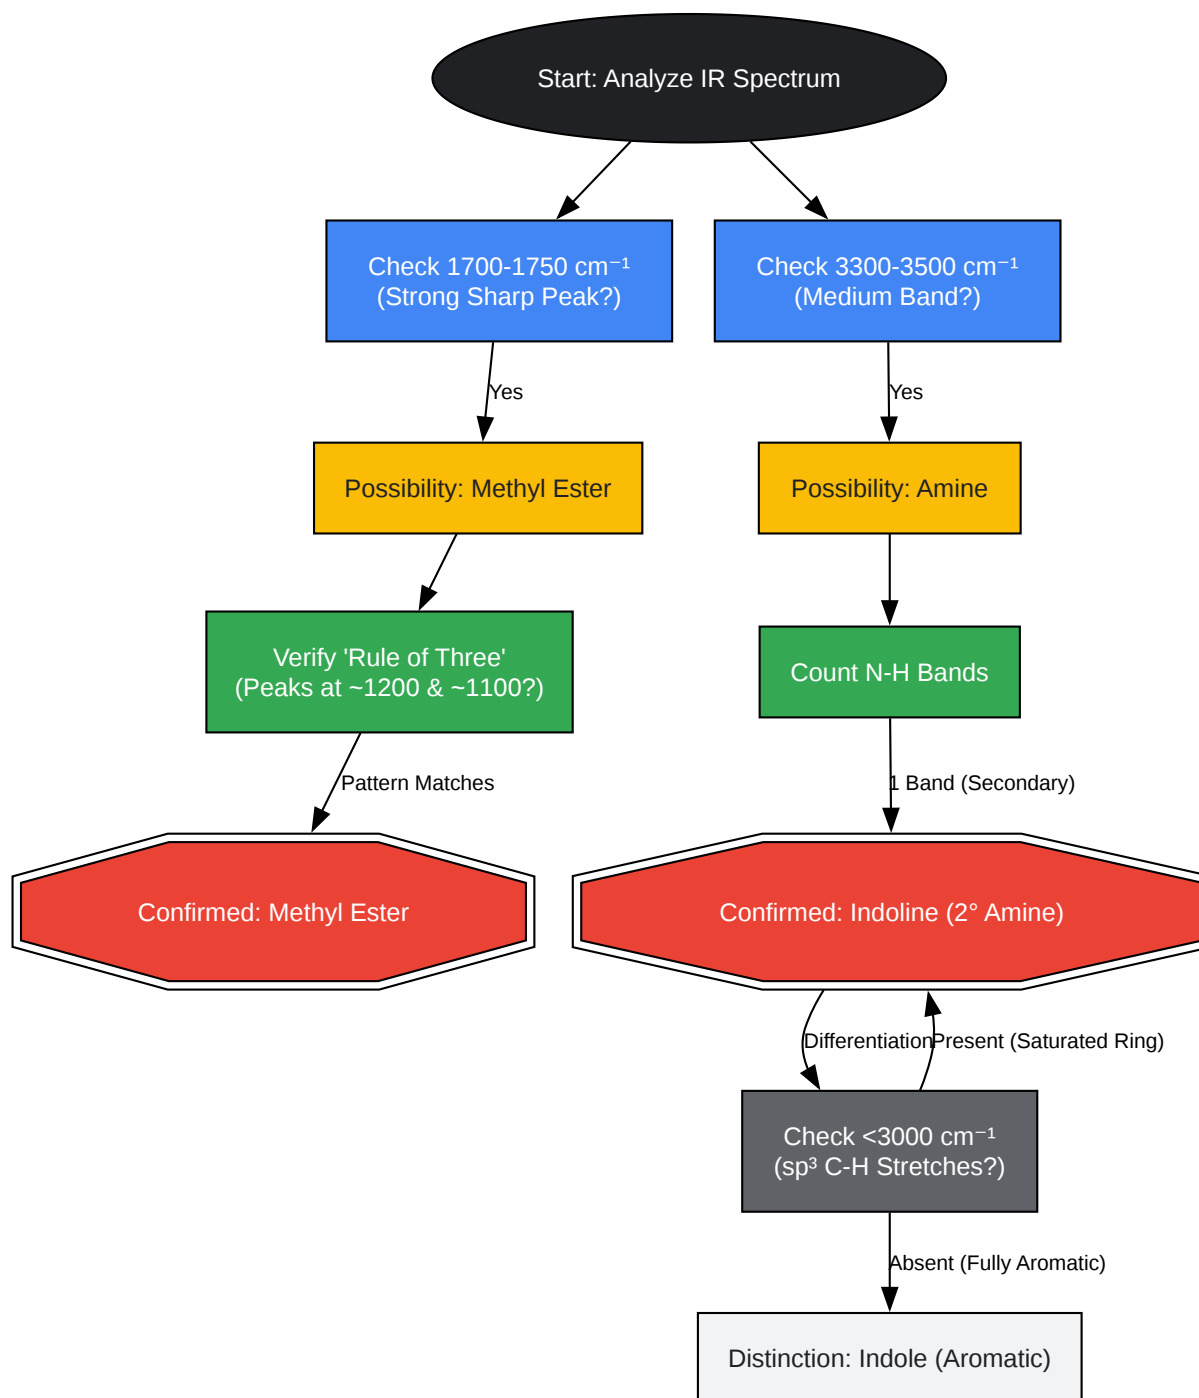 Start: Analyze IR Spectrum
Check 1700-1750 cm⁻¹
(Strong Sharp Peak?)
Check 3300-3500 cm⁻¹
(Medium Band?)
Yes
Yes
Possibility: Methyl Ester
Possibility: Amine
Verify 'Rule of Three'
(Peaks at ~1200 & ~1100?)
Count N-H Bands
Pattern Matches
1 Band (Secondary)
Confirmed: Methyl Ester
Confirmed: Indoline (2° Amine)
Differentiation
Present (Saturated Ring)
Check <3000 cm⁻¹
(sp³ C-H Stretches?)
Absent (Fully Aromatic)
Distinction: Indole (Aromatic)